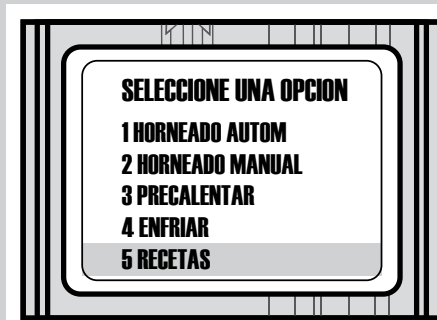 SELECCIONE UNA OPCION
1 HORNEADO AUTOM
2 HORNEADO MANUAL
3 PRECALENTAR
4 ENFRIAR
5 RECETAS